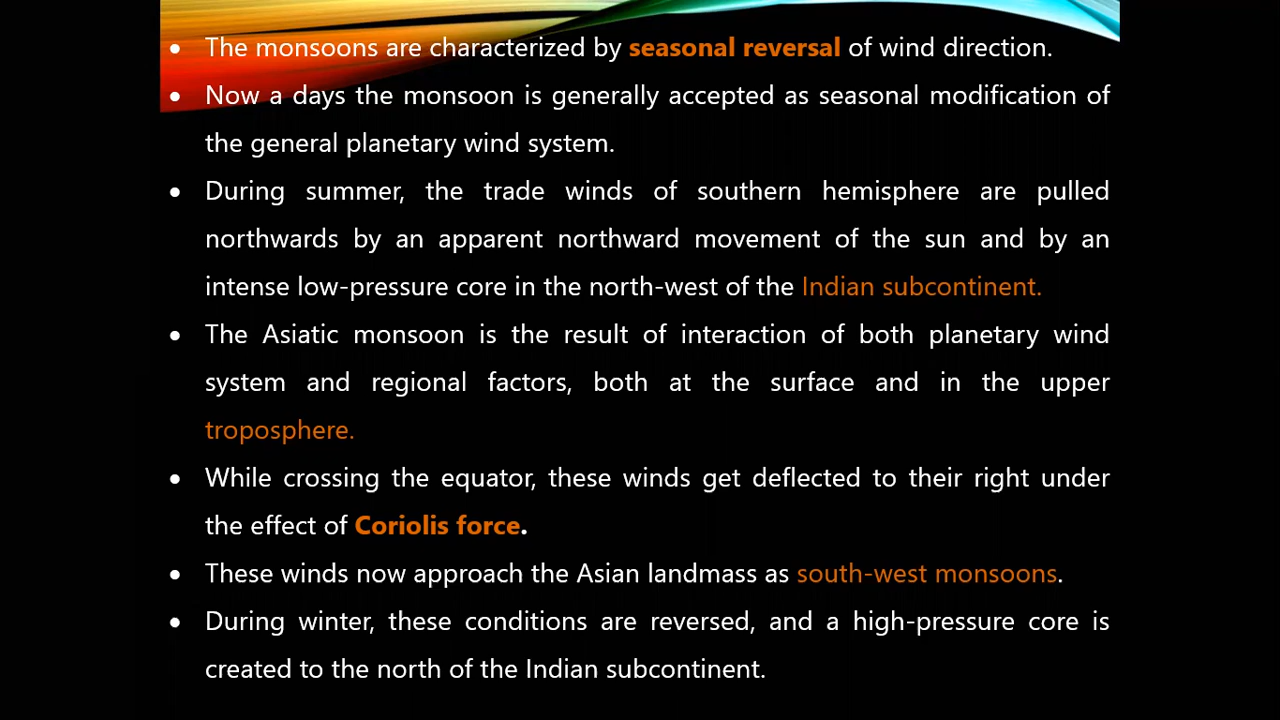 • The monsoons are characterized by seasonal reversal of wind direction.
• Now a days the monsoon is generally accepted as seasonal modification of
the general planetary wind system.
• During summer, the trade winds of southern hemisphere are pulled
northwards by an apparent northward movement of the sun and by an
intense low-pressure core in the north-west of the Indian subcontinent.
• The Asiatic monsoon is the result of interaction of both planetary wind
system and regional factors, both at the surface and in the upper
troposphere.
• While crossing the equator, these winds get deflected to their right under
the effect of Coriolis force.
• These winds now approach the Asian landmass as south-west monsoons.
• During winter, these conditions are reversed, and a high-pressure core is
created to the north of the Indian subcontinent.